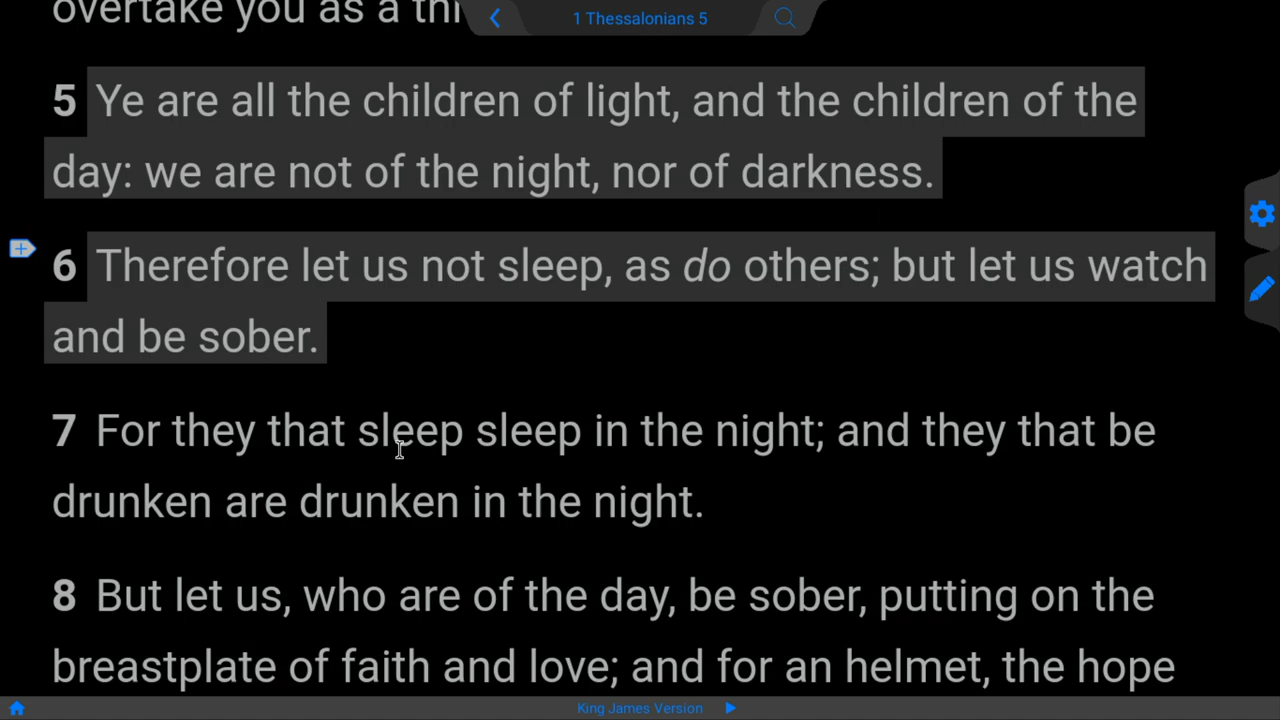 overtake you as a thi
1 Thessalonians 5
5 Ye are all the children of light, and the children of the
day: we are not of the night, nor of darkness.
6 Therefore let us not sleep, as do others; but let us watch
and be sober.
7 For they that sleep sleep in the night; and they that be
drunken are drunken in the night.
8 But let us, who are of the day, be sober, putting on the
breastplate of faith and love; and for an helmet, the hope
King James Version